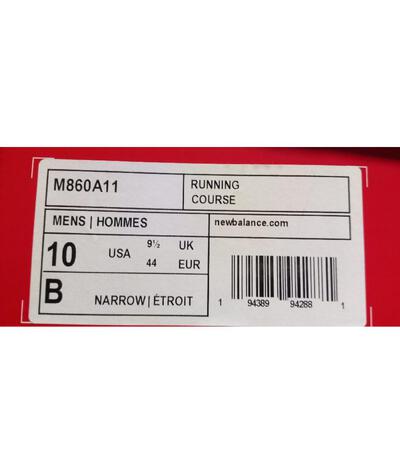 M860A11
RUNNING
COURSE
MENS | HOMMES
newbalance.com
10 USA 9½ UK
44 EUR
B NARROW | ÉTROIT
1 94389 94288 1